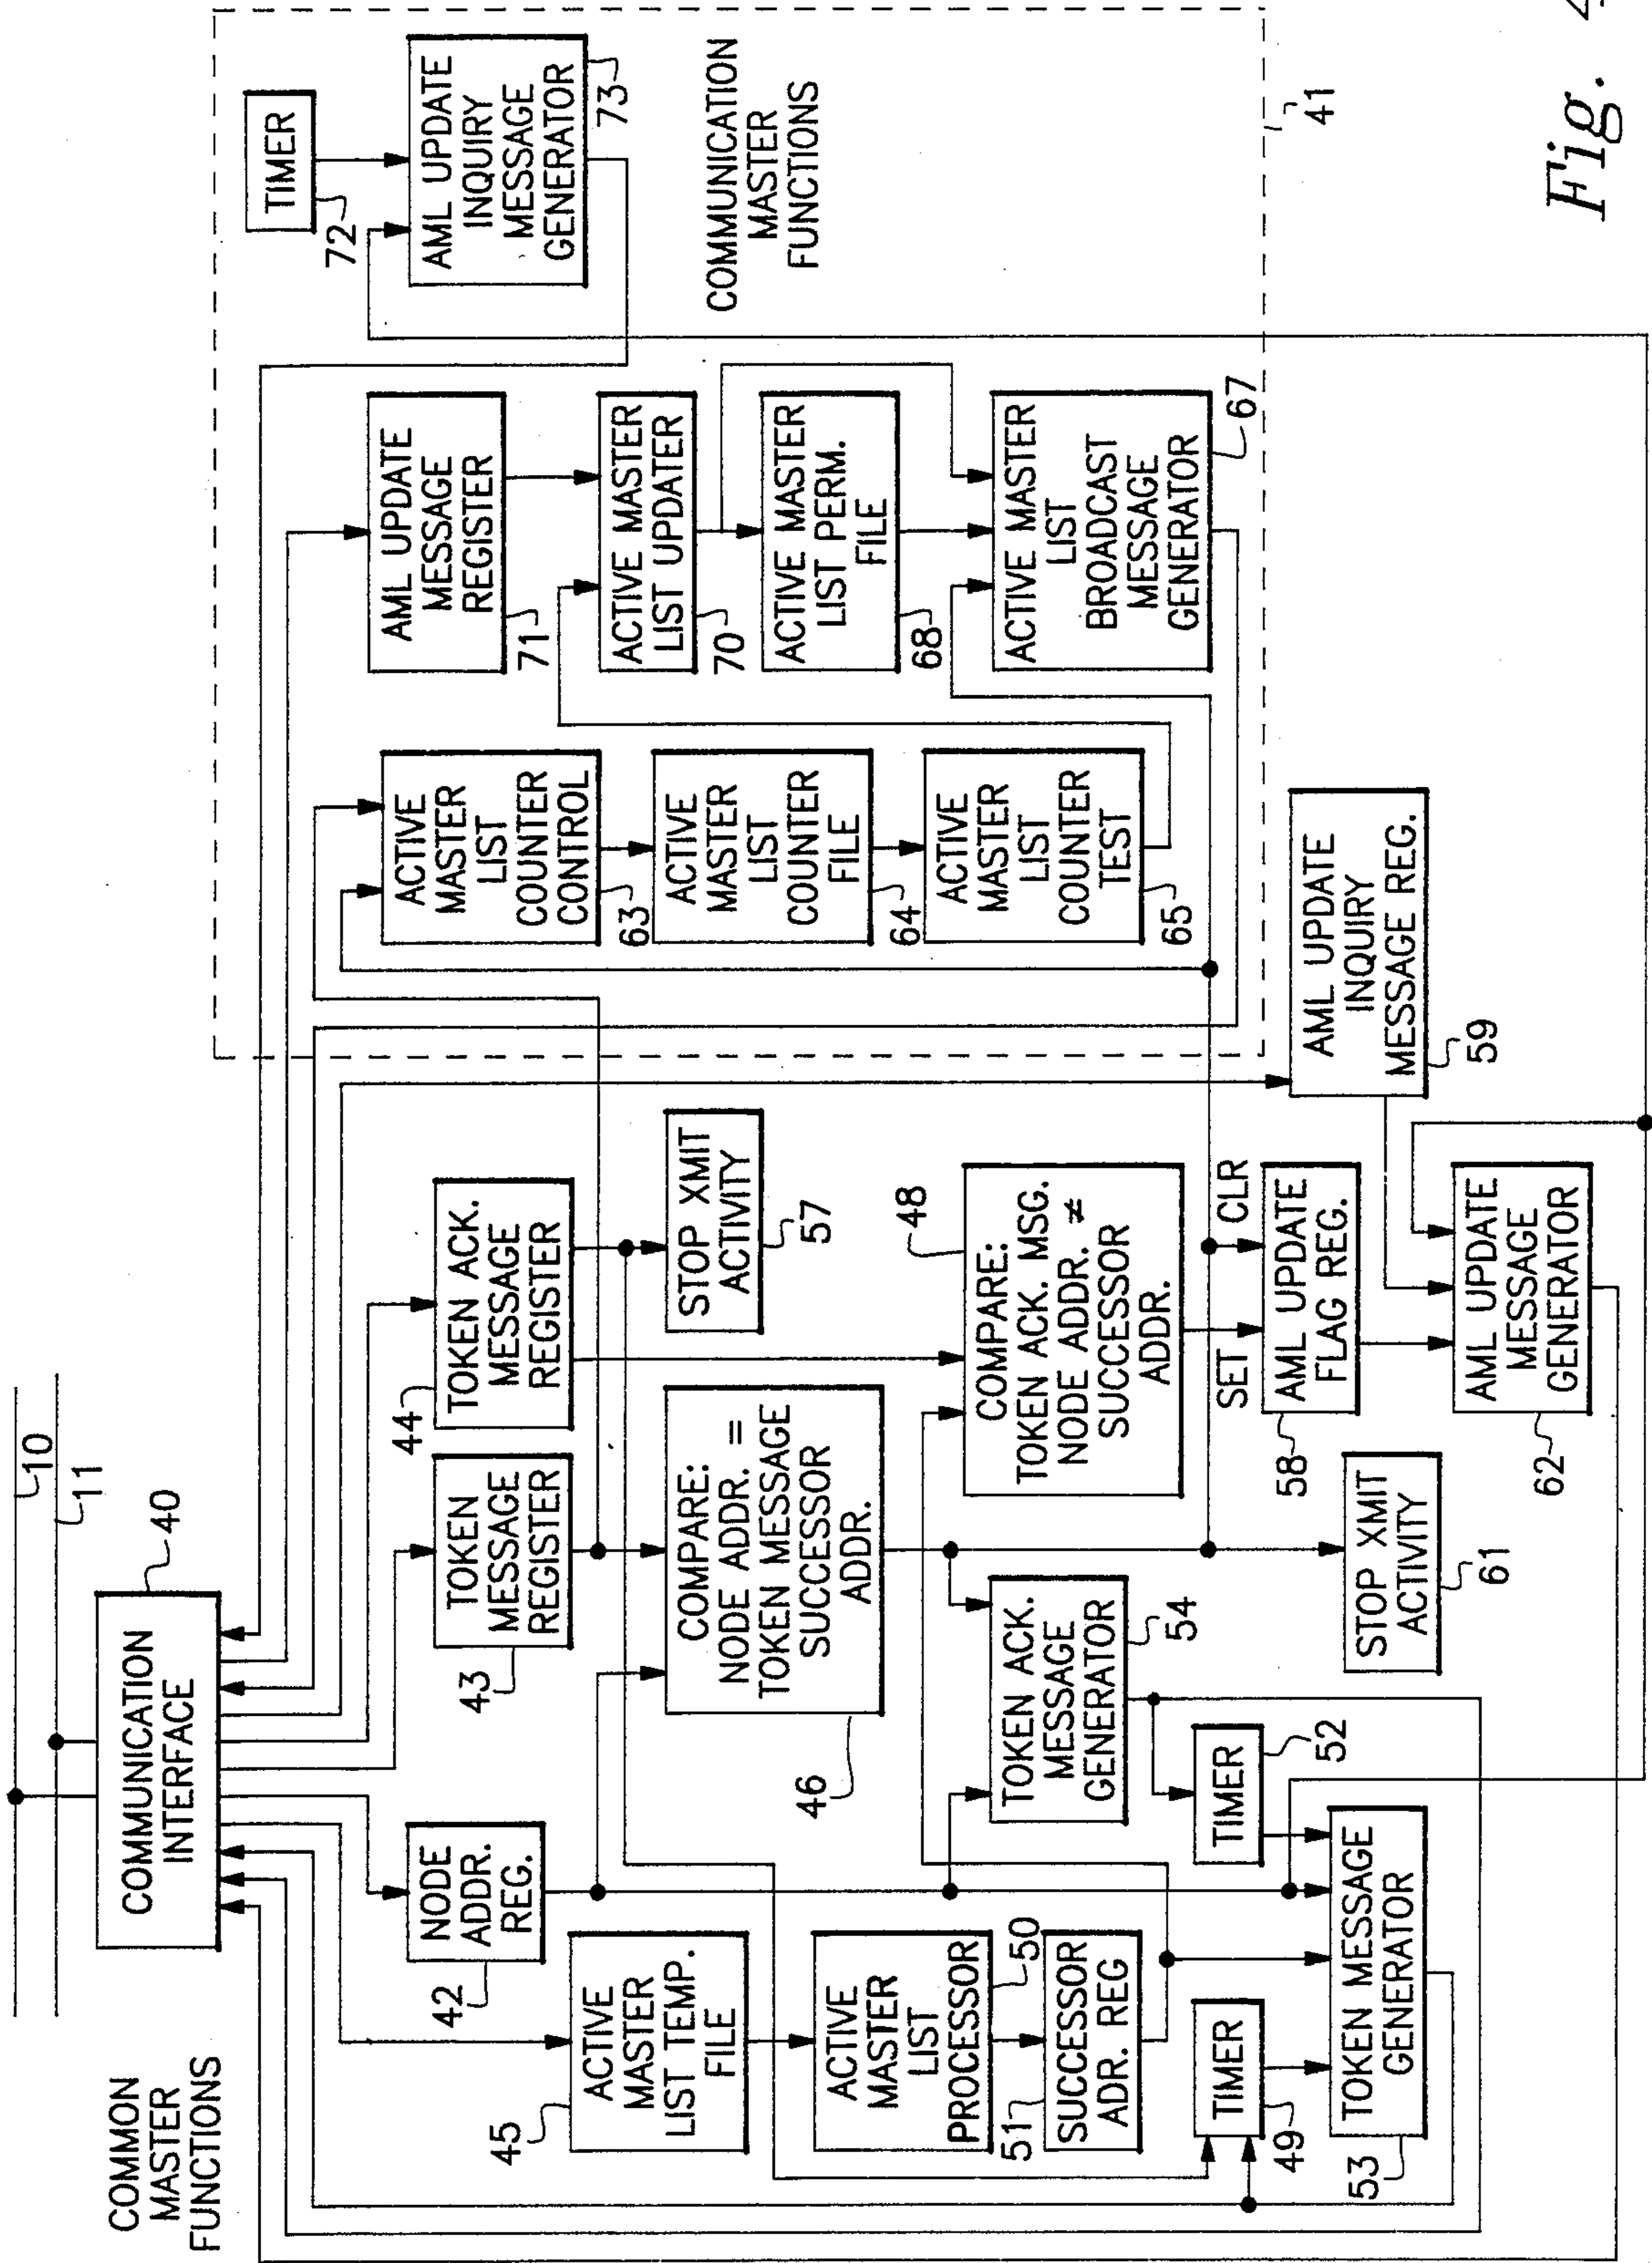 COMMON
MASTER
FUNCTIONS
10
11
40
COMMUNICATION
INTERFACE
NODE
ADDR.
REG.
42
TOKEN
MESSAGE
REGISTER
43
TOKEN ACK.
MESSAGE
REGISTER
44
ACTIVE
MASTER
LIST TEMP.
FILE
45
COMPARE:
NODE ADDR. =
TOKEN MESSAGE
SUCCESSOR
ADDR.
46
STOP XMIT
ACTIVITY
57
ACTIVE
MASTER
LIST
PROCESSOR
50
SUCCESSOR
ADR. REG
51
TOKEN ACK.
MESSAGE
GENERATOR
54
COMPARE:
TOKEN ACK. MSG.
NODE ADDR. ≠
SUCCESSOR
ADDR.
48
TIMER
49
TIMER
52
TOKEN MESSAGE
GENERATOR
53
STOP XMIT
ACTIVITY
61
SET
CLR
AML UPDATE
FLAG REG.
58
AML UPDATE
MESSAGE
GENERATOR
62
AML UPDATE
INQUIRY
MESSAGE REG.
59
ACTIVE
MASTER
LIST
COUNTER
CONTROL
63
ACTIVE
MASTER
LIST
COUNTER
FILE
64
ACTIVE
MASTER
LIST
COUNTER
TEST
65
AML UPDATE
MESSAGE
REGISTER
71
ACTIVE MASTER
LIST UPDATER
70
ACTIVE MASTER
LIST PERM.
FILE
68
ACTIVE MASTER
LIST
BROADCAST
MESSAGE
GENERATOR
67
TIMER
72
AML UPDATE
INQUIRY
MESSAGE
GENERATOR
73
COMMUNICATION
MASTER
FUNCTIONS
41
Fig. 4